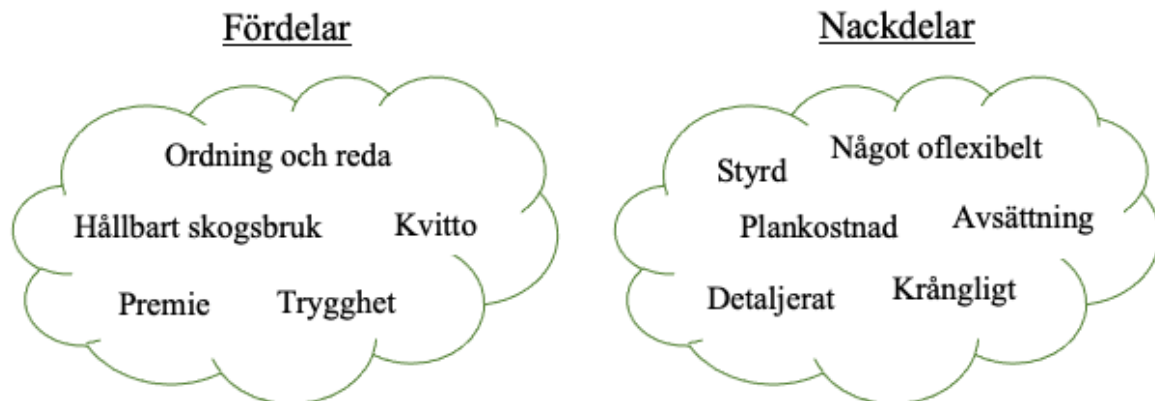 Fördelar
Ordning och reda
Hållbart skogsbruk
Kvitto
Premie
Trygghet
Nackdelar
Något oflexibelt
Styrd
Plankostnad
Avsättning
Detaljerat
Krångligt